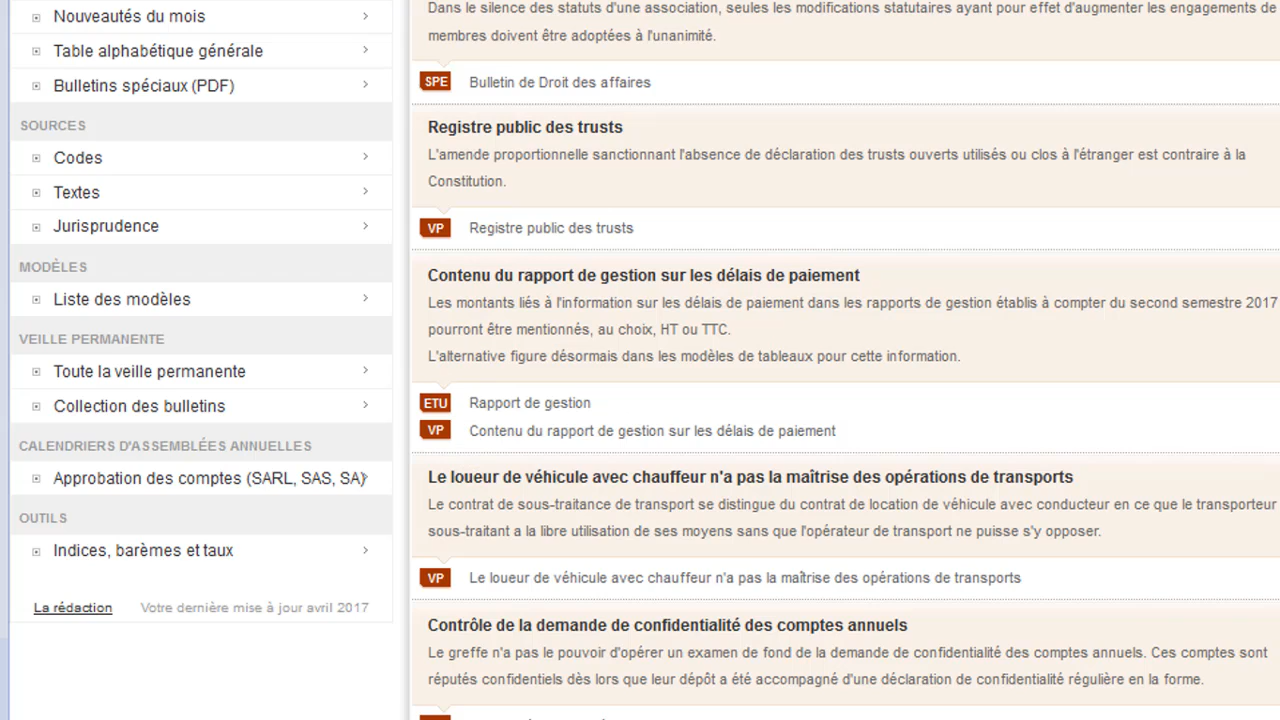 Nouveautés du mois
Table alphabétique générale
Bulletins spéciaux (PDF)
SOURCES
Codes
Textes
Jurisprudence
MODÈLES
Liste des modèles
VEILLE PERMANENTE
Toute la veille permanente
Collection des bulletins
CALENDRIERS D'ASSEMBLÉES ANNUELLES
Approbation des comptes (SARL, SAS, SA)
OUTILS
Indices, barèmes et taux
La rédaction Votre dernière mise à jour avril 2017
Dans le silence des statuts d'une association, seules les modifications statutaires ayant pour effet d'augmenter les engagements de
membres doivent être adoptées à l'unanimité.
SPE Bulletin de Droit des affaires
Registre public des trusts
L'amende proportionnelle sanctionnant l'absence de déclaration des trusts ouverts utilisés ou clos à l'étranger est contraire à la
Constitution.
VP Registre public des trusts
Contenu du rapport de gestion sur les délais de paiement
Les montants liés à l'information sur les délais de paiement dans les rapports de gestion établis à compter du second semestre 2017
pourront être mentionnés, au choix, HT ou TTC.
L'alternative figure désormais dans les modèles de tableaux pour cette information.
ETU Rapport de gestion
VP Contenu du rapport de gestion sur les délais de paiement
Le loueur de véhicule avec chauffeur n'a pas la maîtrise des opérations de transports
Le contrat de sous-traitance de transport se distingue du contrat de location de véhicule avec conducteur en ce que le transporteur
sous-traitant a la libre utilisation de ses moyens sans que l'opérateur de transport ne puisse s'y opposer.
VP Le loueur de véhicule avec chauffeur n'a pas la maîtrise des opérations de transports
Contrôle de la demande de confidentialité des comptes annuels
Le greffe n'a pas le pouvoir d'opérer un examen de fond de la demande de confidentialité des comptes annuels. Ces comptes sont
réputés confidentiels dès lors que leur dépôt a été accompagné d'une déclaration de confidentialité régulière en la forme.